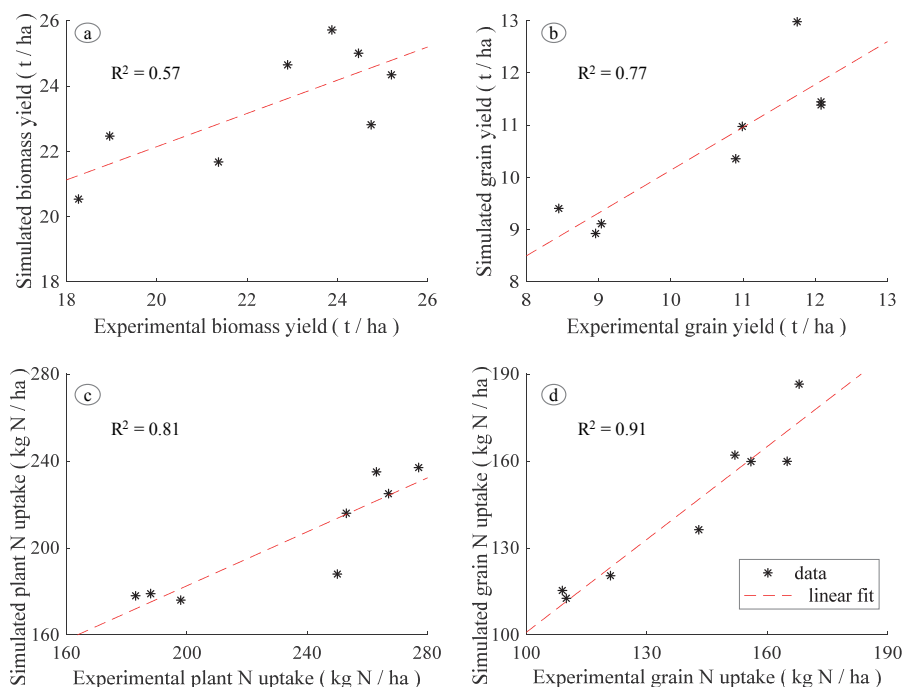 a
R² = 0.57
26
24
22
20
18
18 20 22 24 26
Simulated biomass yield ( t / ha )
Experimental biomass yield ( t / ha )
b
R² = 0.77
13
12
11
10
9
8
8 9 10 11 12 13
Simulated grain yield ( t / ha )
Experimental grain yield ( t / ha )
c
R² = 0.81
280
240
200
160
160 200 240 280
Simulated plant N uptake ( kg N / ha )
Experimental plant N uptake ( kg N / ha )
d
R² = 0.91
190
160
130
100
100 130 160 190
Simulated grain N uptake ( kg N / ha )
Experimental grain N uptake ( kg N / ha )
data
linear fit